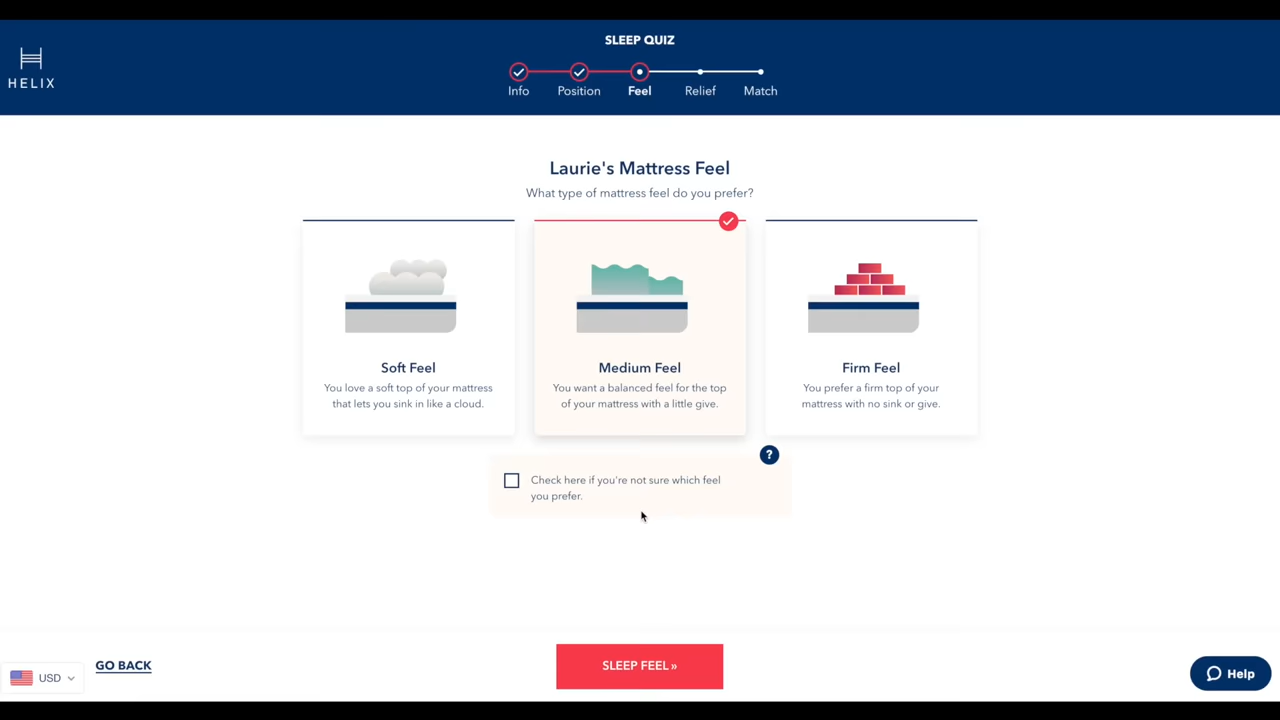 SLEEP QUIZ
HELIX
Info
Position
Feel
Relief
Match
Laurie's Mattress Feel
What type of mattress feel do you prefer?
Soft Feel
You love a soft top of your mattress
that lets you sink in like a cloud.
Medium Feel
You want a balanced feel for the top
of your mattress with a little give.
Firm Feel
You prefer a firm top of your
mattress with no sink or give.
?
Check here if you're not sure which feel
you prefer.
GO BACK
SLEEP FEEL »
USD
Help